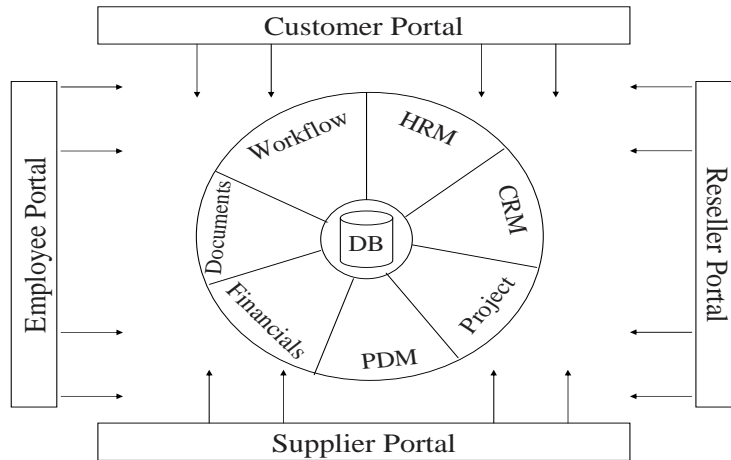 Customer Portal
Employee Portal
Workflow
HRM
Reseller Portal
Documents
CRM
DB
Financials
Project
PDM
Supplier Portal